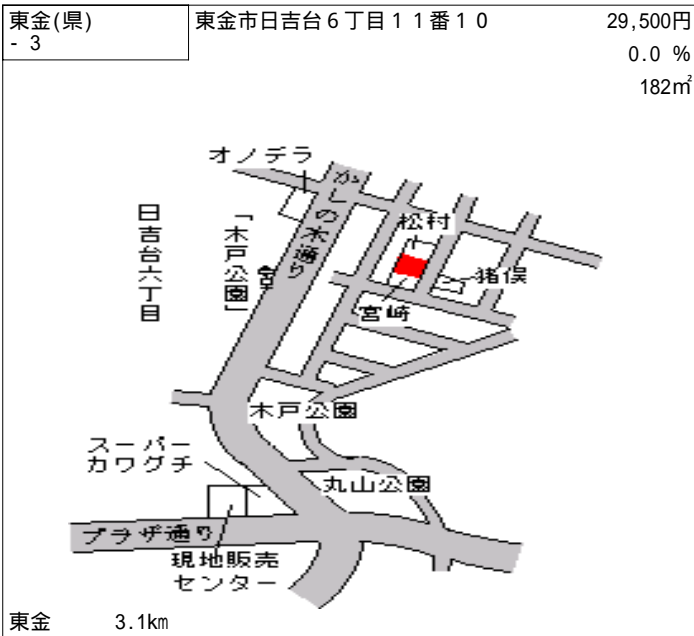 東金(県)
- 3
東金市日吉台６丁目１１番１０
29,500円
0.0 %
182㎡
オノデラ
かしの木通り
日吉台六丁目
「木戸公園」
松村
猪俣
宮崎
木戸公園
スーパー
カワグチ
丸山公園
プラザ通り
現地販売
センター
東金 3.1km